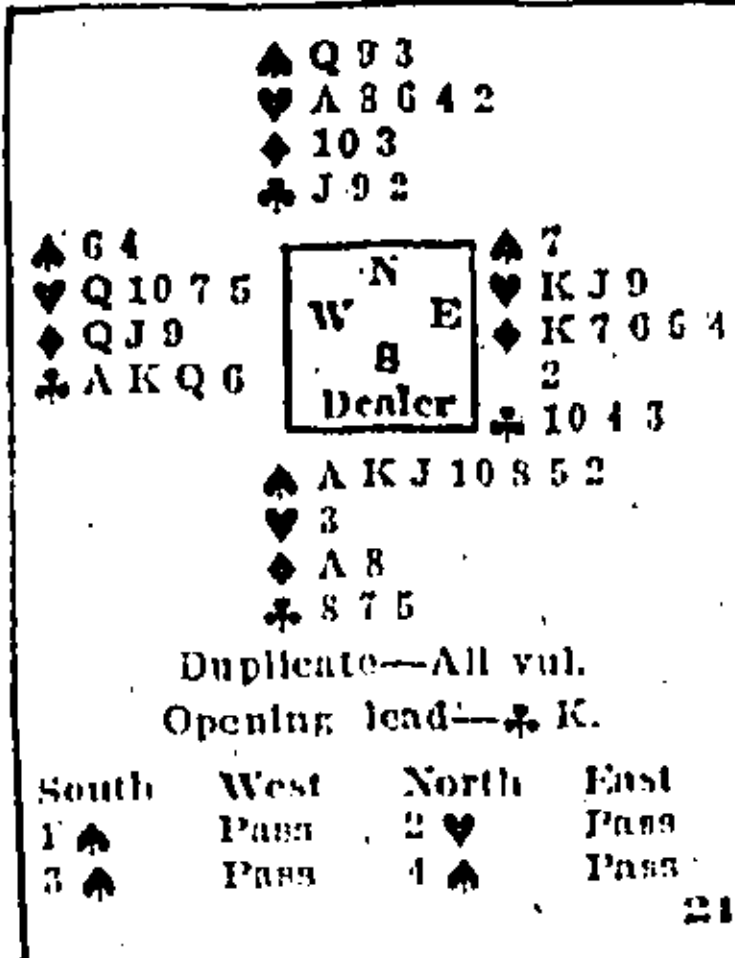 ♠ Q 9 3
♥ A 8 6 4 2
♦ 10 3
♣ J 9 2
♠ 6 4
♥ Q 10 7 5
♦ Q J 9
♣ A K Q 6
N
W E
S
Dealer
♠ 7
♥ K J 9
♦ K 7 6 5 4
2
♣ 10 4 3
♠ A K J 10 8 5 2
♥ 3
♦ A 8
♣ 8 7 5
Duplicate—All vul.
Opening lead—♣ K.
South West North East
1 ♠ Pass 2 ♥ Pass
3 ♠ Pass 4 ♠ Pass
21